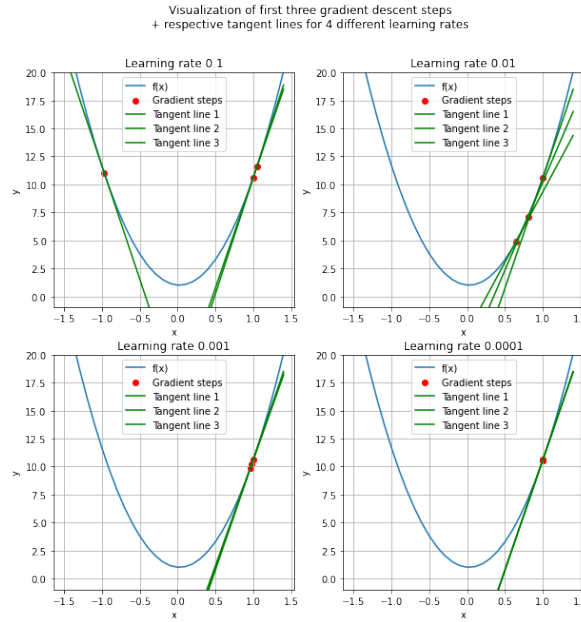 Visualization of first three gradient descent steps
+ respective tangent lines for 4 different learning rates
Learning rate 0.1
20.0
17.5
15.0
12.5
10.0
7.5
5.0
2.5
0.0
y
f(x)
Gradient steps
Tangent line 1
Tangent line 2
Tangent line 3
−1.5 −1.0 −0.5 0.0 0.5 1.0 1.5
x
Learning rate 0.01
20.0
17.5
15.0
12.5
10.0
7.5
5.0
2.5
0.0
y
f(x)
Gradient steps
Tangent line 1
Tangent line 2
Tangent line 3
−1.5 −1.0 −0.5 0.0 0.5 1.0 1.5
x
Learning rate 0.001
20.0
17.5
15.0
12.5
10.0
7.5
5.0
2.5
0.0
y
f(x)
Gradient steps
Tangent line 1
Tangent line 2
Tangent line 3
−1.5 −1.0 −0.5 0.0 0.5 1.0 1.5
x
Learning rate 0.0001
20.0
17.5
15.0
12.5
10.0
7.5
5.0
2.5
0.0
y
f(x)
Gradient steps
Tangent line 1
Tangent line 2
Tangent line 3
−1.5 −1.0 −0.5 0.0 0.5 1.0 1.5
x